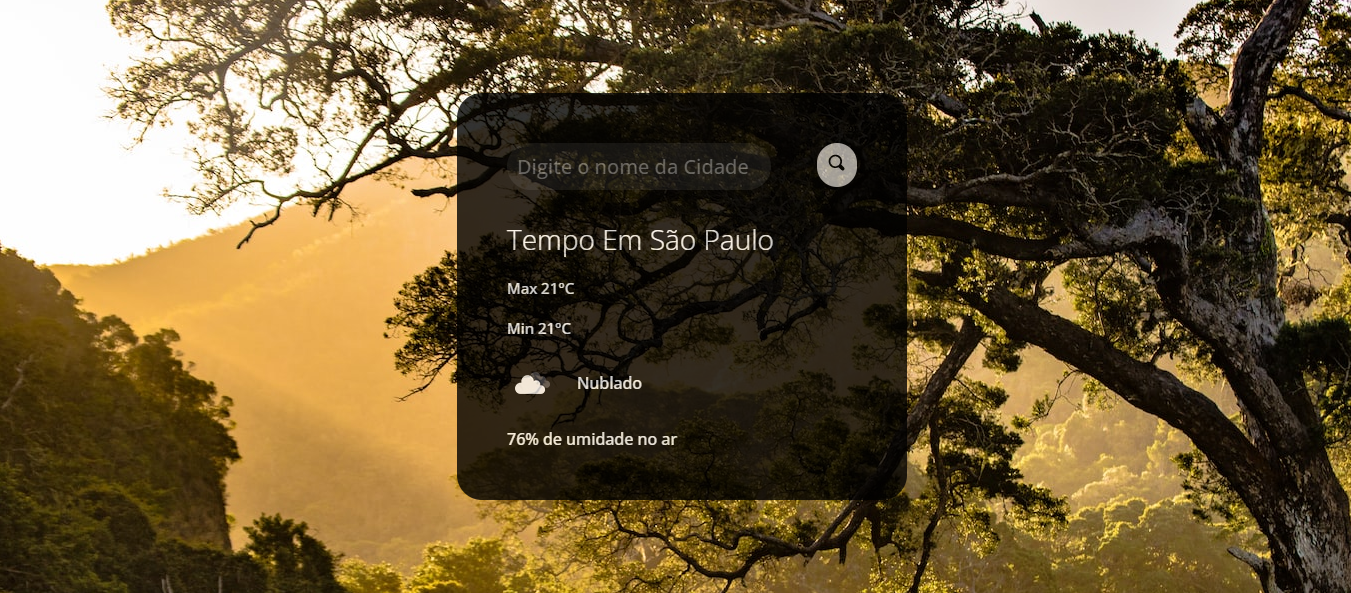 Digite o nome da Cidade
Tempo Em São Paulo
Max 21°C
Min 21°C
Nublado
76% de umidade no ar